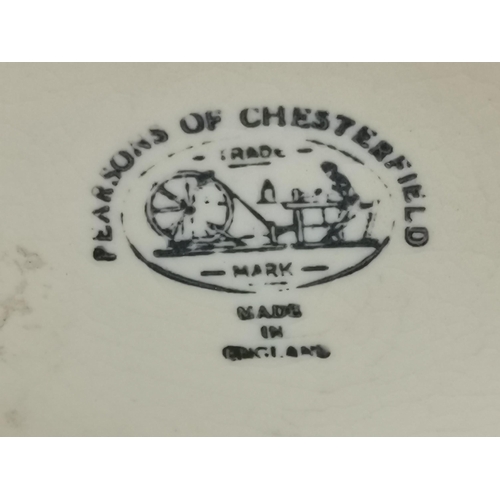 PEARSONS OF CHESTERFIELD
TRADE
MARK
MADE
IN
ENGLAND